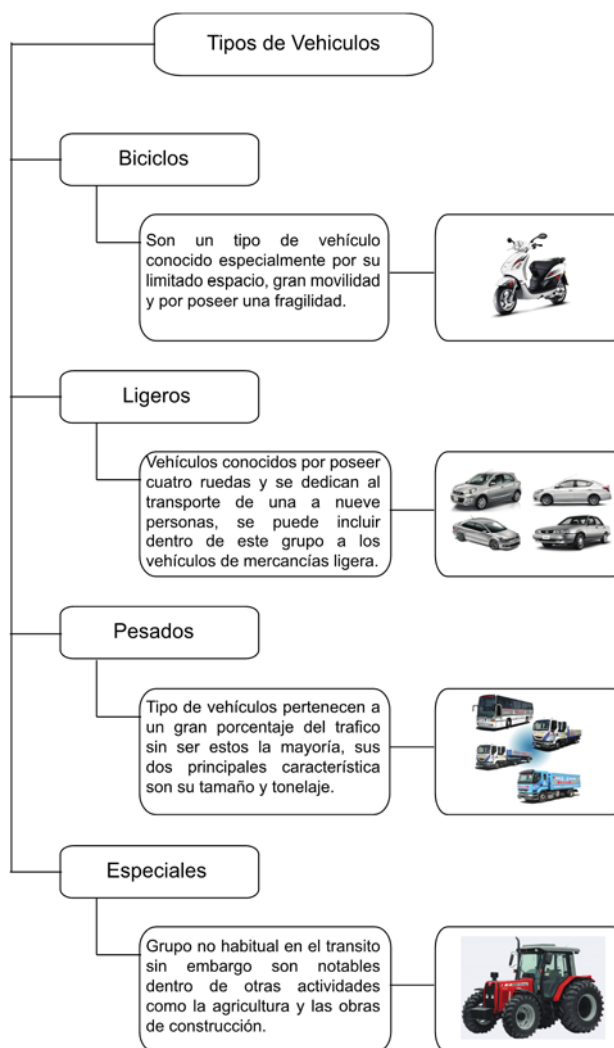 Tipos de Vehiculos
Biciclos
Son un tipo de vehículo
conocido especialmente por su
limitado espacio, gran movilidad
y por poseer una fragilidad.
Ligeros
Vehículos conocidos por poseer
cuatro ruedas y se dedican al
transporte de una a nueve
personas, se puede incluir
dentro de este grupo a los
vehículos de mercancías ligera.
Pesados
Tipo de vehículos pertenecen a
un gran porcentaje del trafico
sin ser estos la mayoría, sus
dos principales característica
son su tamaño y tonelaje.
Especiales
Grupo no habitual en el transito
sin embargo son notables
dentro de otras actividades
como la agricultura y las obras
de construcción.